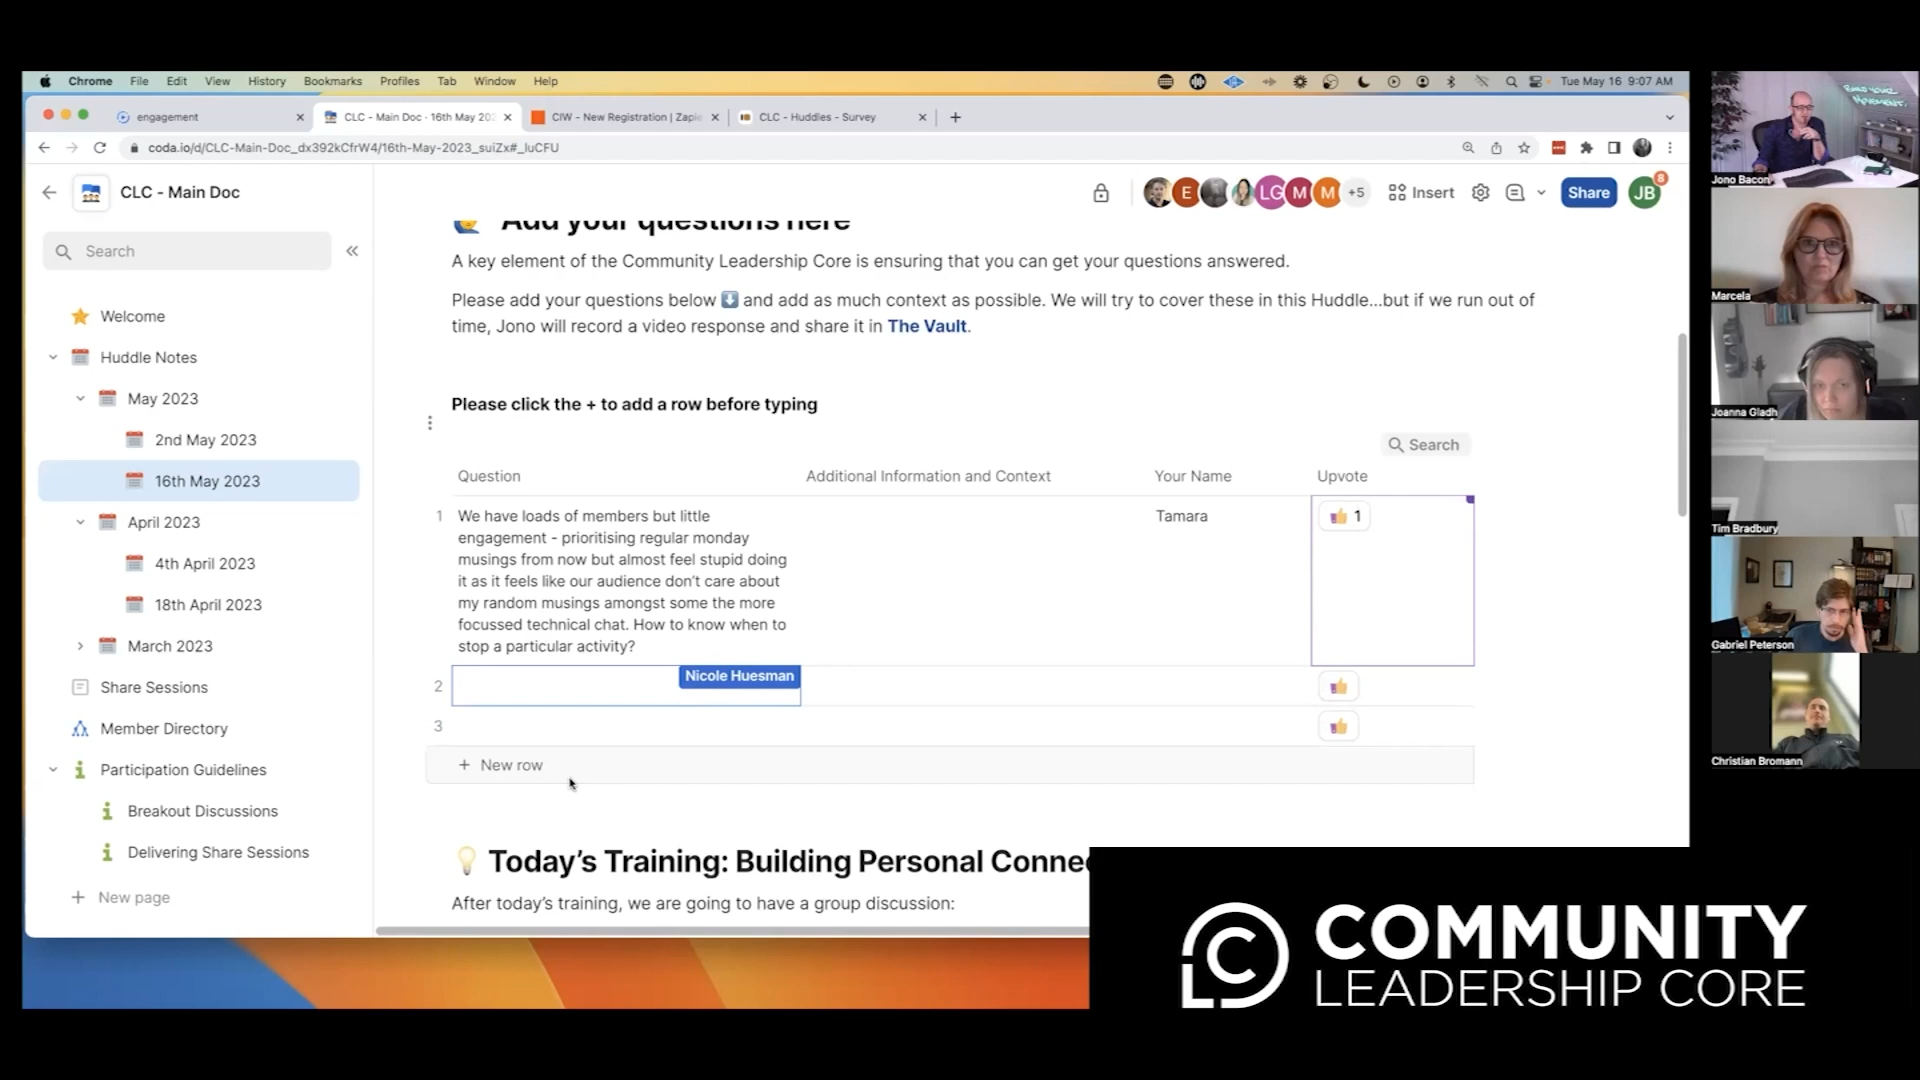 Chrome File Edit View History Bookmarks Profiles Tab Window Help Tue May 16 9:07 AM
engagement
CLC - Main Doc · 16th May 202
CIW - New Registration | Zapie
CLC - Huddles - Survey
coda.io/d/CLC-Main-Doc_dx392kCfrW4/16th-May-2023_suiZx#_luCFU
CLC - Main Doc
E LG M M +5
Insert
Share
JB
8
Search
Welcome
Huddle Notes
May 2023
2nd May 2023
16th May 2023
April 2023
4th April 2023
18th April 2023
March 2023
Share Sessions
Member Directory
Participation Guidelines
Breakout Discussions
Delivering Share Sessions
New page
Add your questions here
A key element of the Community Leadership Core is ensuring that you can get your questions answered.
Please add your questions below ⬇️ and add as much context as possible. We will try to cover these in this Huddle...but if we run out of
time, Jono will record a video response and share it in The Vault.
Please click the + to add a row before typing
Search
Question Additional Information and Context Your Name Upvote
1 We have loads of members but little Tamara 1
engagement - prioritising regular monday
musings from now but almost feel stupid doing
it as it feels like our audience don't care about
my random musings amongst some the more
focussed technical chat. How to know when to
stop a particular activity?
2 Nicole Huesman
3
+ New row
Today's Training: Building Personal Connec
After today's training, we are going to have a group discussion:
BUILD YOUR
MOVEMENT.
Jono Bacon
Marcela
Joanna Gladh
Tim Bradbury
Gabriel Peterson
Christian Bromann
COMMUNITY
LEADERSHIP CORE